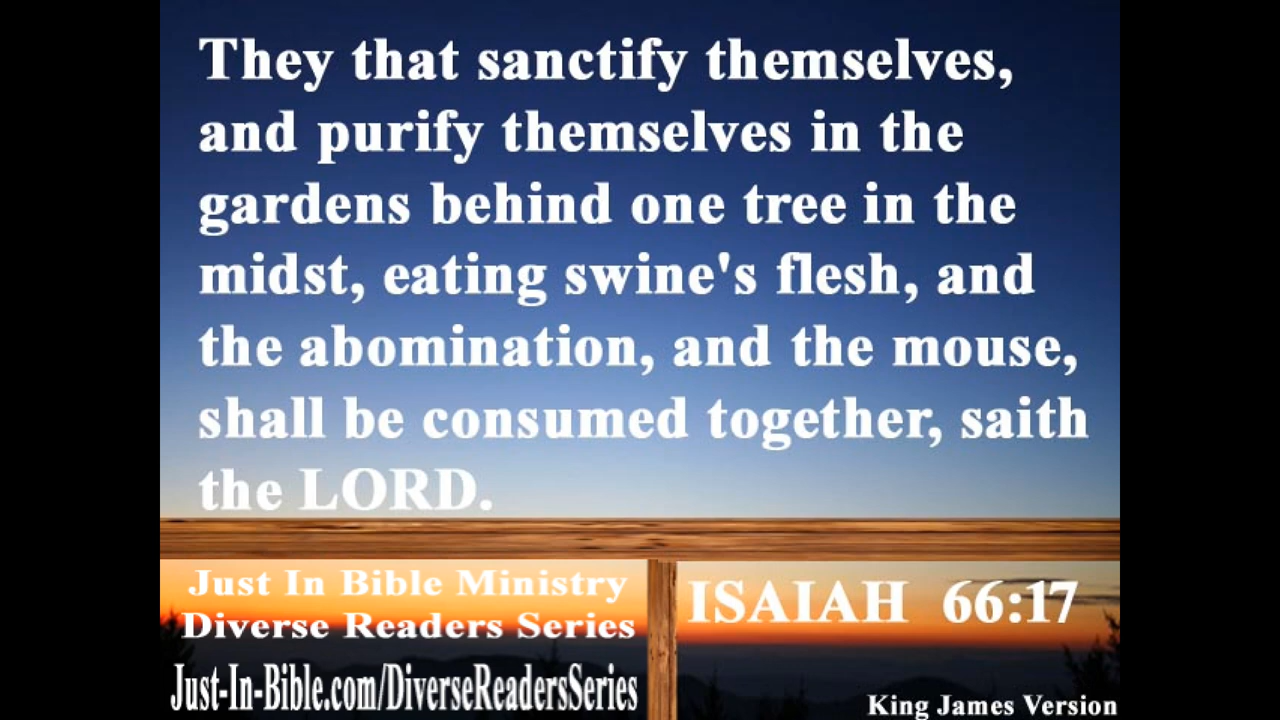 They that sanctify themselves,
and purify themselves in the
gardens behind one tree in the
midst, eating swine's flesh, and
the abomination, and the mouse,
shall be consumed together, saith
the LORD.
Just In Bible Ministry
Diverse Readers Series
Just-In-Bible.com/DiverseReadersSeries
ISAIAH 66:17
King James Version